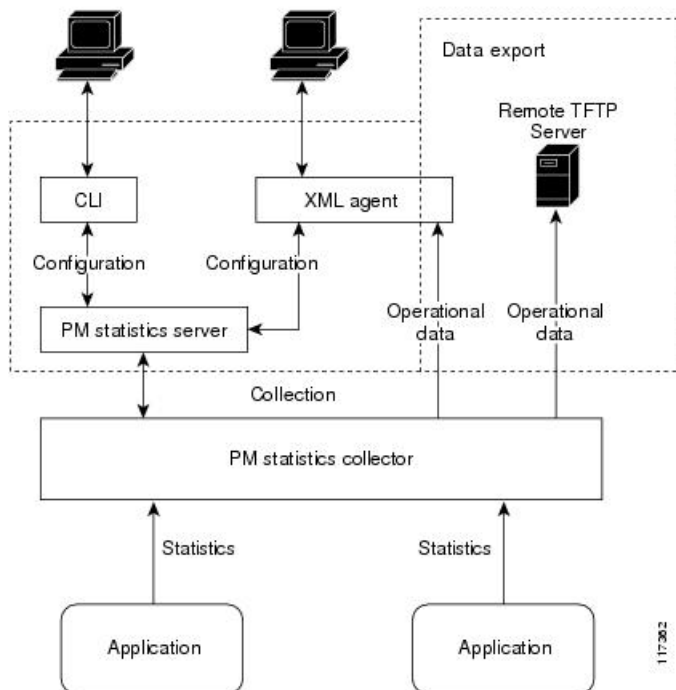 Data export
Remote TFTP
Server
CLI
XML agent
Configuration
Configuration
PM statistics server
Operational
data
Operational
data
Collection
PM statistics collector
Statistics
Statistics
Application
Application
117362